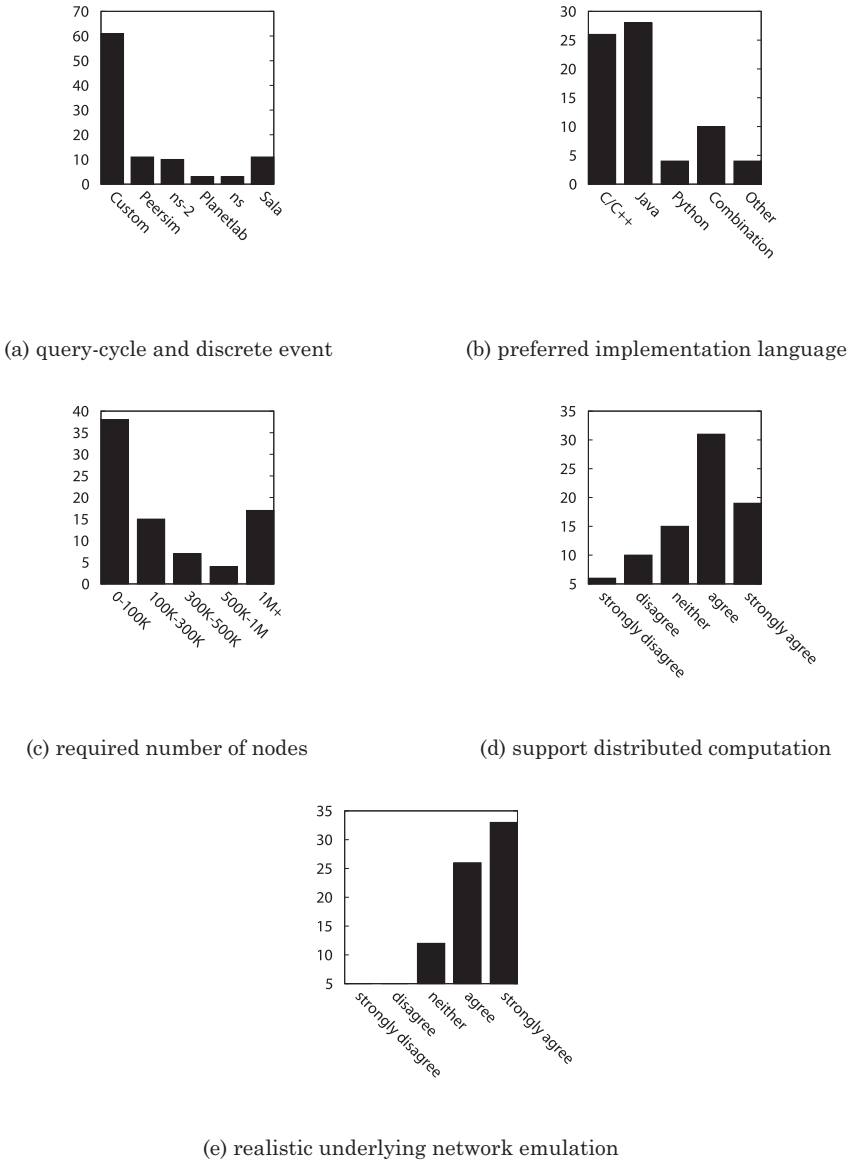 70
60
50
40
30
20
10
0
Custom
Peersim
ns-2
Planetlab
ns
Sala
(a) query-cycle and discrete event
30
25
20
15
10
5
0
C/C++
Java
Python
Combination
Other
(b) preferred implementation language
40
35
30
25
20
15
10
5
0
0-100K
100K-300K
300K-500K
500K-1M
1M+
(c) required number of nodes
35
30
25
20
15
10
5
strongly disagree
disagree
neither
agree
strongly agree
(d) support distributed computation
35
30
25
20
15
10
5
strongly disagree
disagree
neither
agree
strongly agree
(e) realistic underlying network emulation